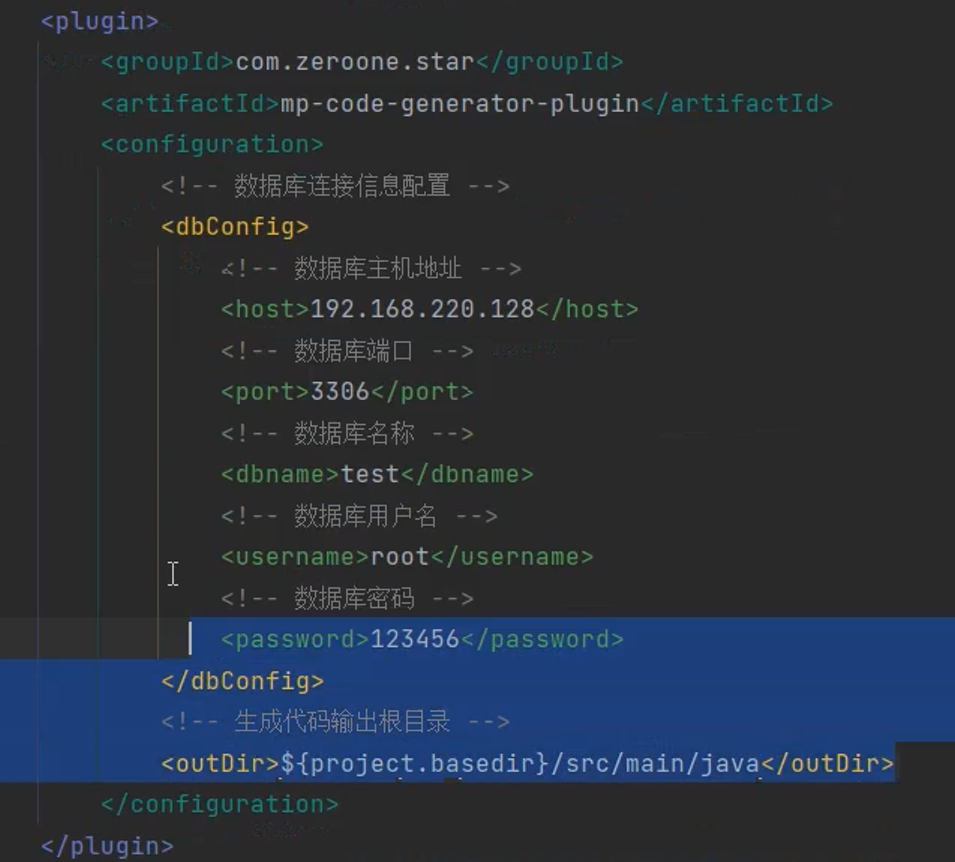 <plugin>
<groupId>com.zeroone.star</groupId>
<artifactId>mp-code-generator-plugin</artifactId>
<configuration>
<!-- 数据库连接信息配置 -->
<dbConfig>
<!-- 数据库主机地址 -->
<host>192.168.220.128</host>
<!-- 数据库端口 -->
<port>3306</port>
<!-- 数据库名称 -->
<dbname>test</dbname>
<!-- 数据库用户名 -->
<username>root</username>
<!-- 数据库密码 -->
<password>123456</password>
</dbConfig>
<!-- 生成代码输出根目录 -->
<outDir>${project.basedir}/src/main/java</outDir>
</configuration>
</plugin>